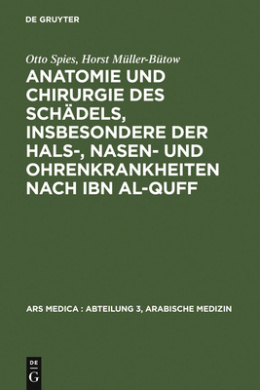 DE GRUYTER
Otto Spies, Horst Müller-Bütow
ANATOMIE UND
CHIRURGIE DES
SCHÄDELS,
INSBESONDERE DER
HALS-, NASEN- UND
OHRENKRANKHEITEN
NACH IBN AL-QUFF
ARS MEDICA : ABTEILUNG 3, ARABISCHE MEDIZIN
DE
G